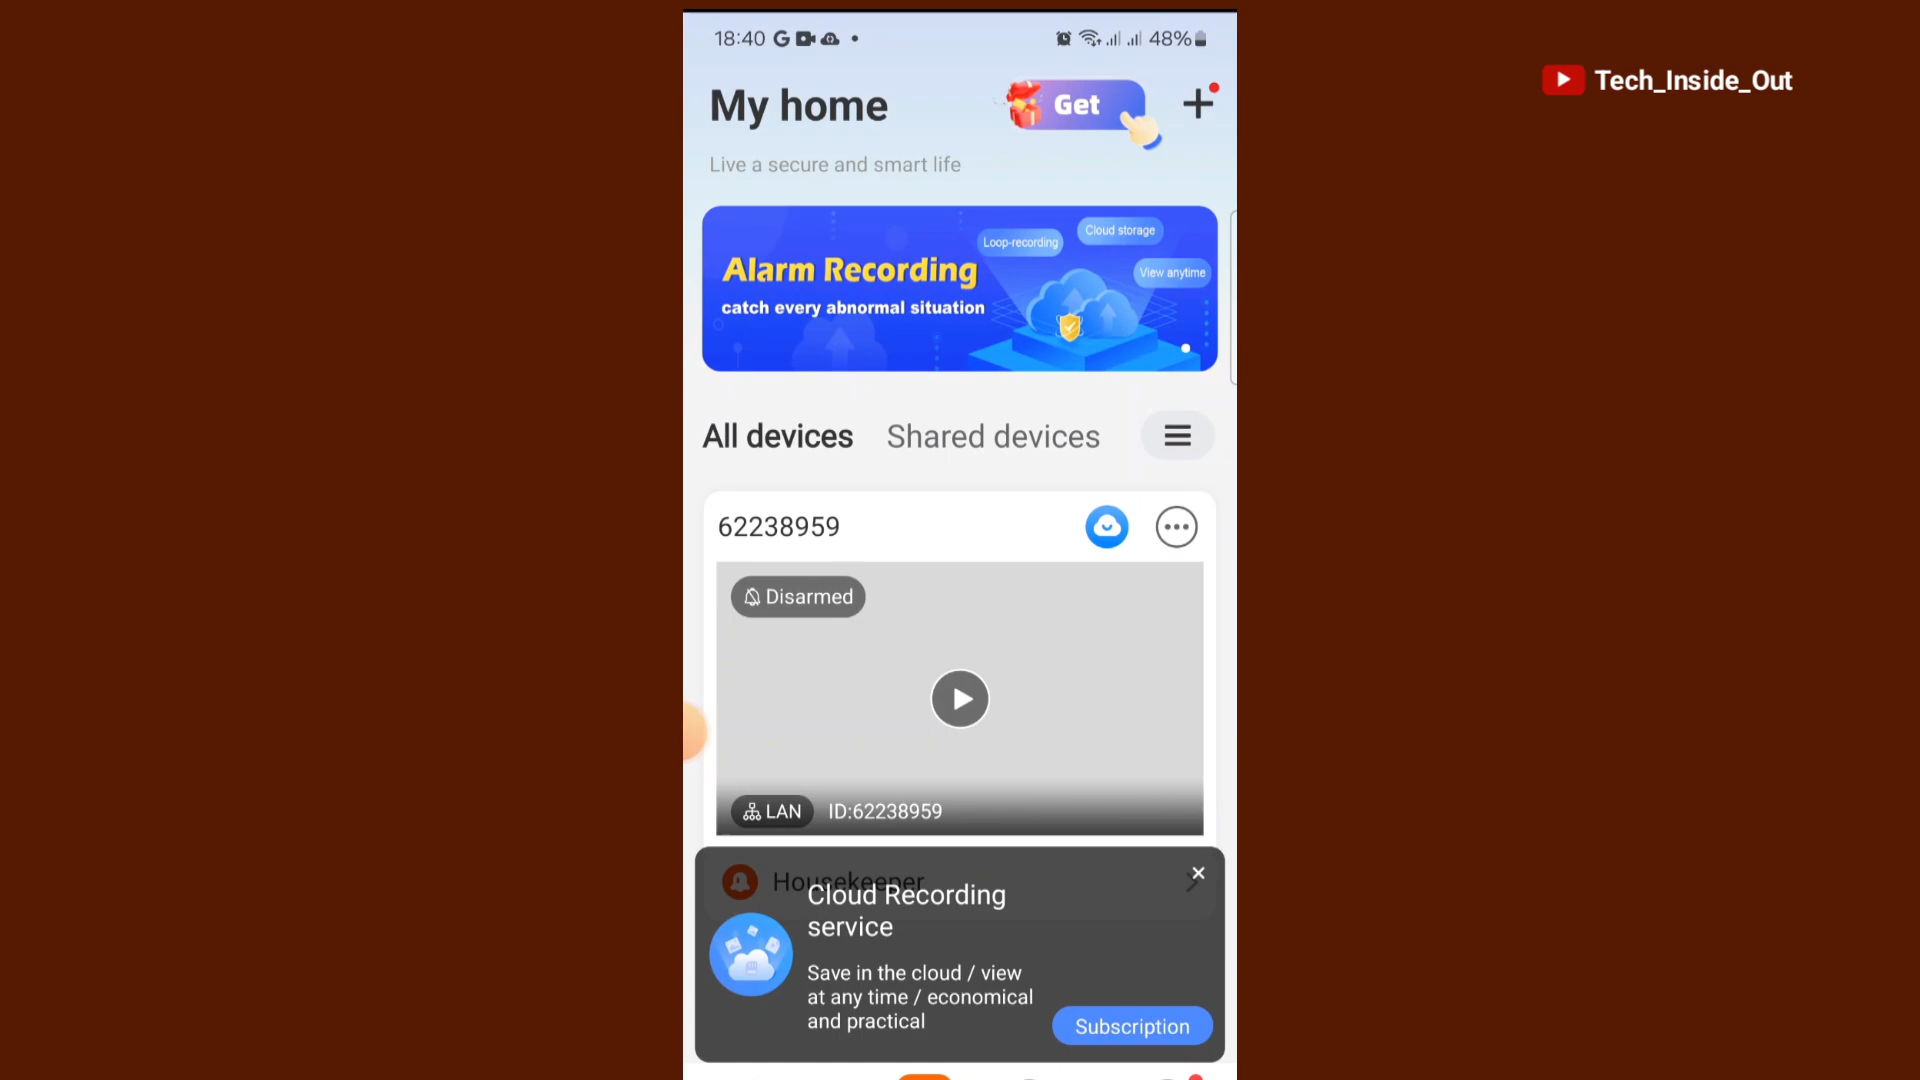 18:40
48%
Tech_Inside_Out
My home
Get
Live a secure and smart life
Alarm Recording
catch every abnormal situation
Loop-recording
Cloud storage
View anytime
All devices
Shared devices
62238959
Disarmed
LAN
ID:62238959
Housekeeper
Cloud Recording
service
Save in the cloud / view
at any time / economical
and practical
Subscription